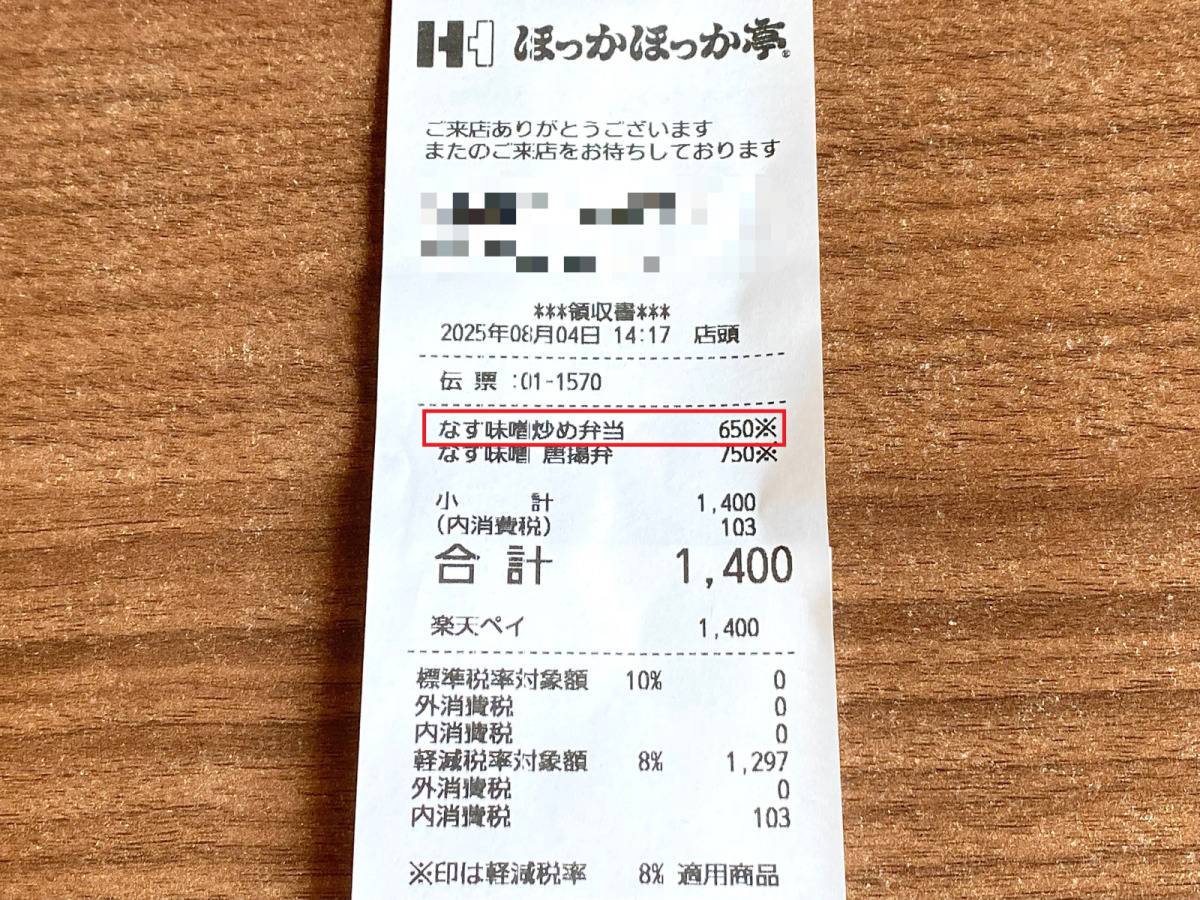 ほっかほっか亭
ご来店ありがとうございます
またのご来店をお待ちしております
***領収書***
2025年08月04日 14:17 店頭
伝 票 :01-1570
なす味噌炒め弁当 650※
なす味噌 唐揚弁 750※
小 計 1,400
(内消費税) 103
合 計 1,400
楽天ペイ 1,400
標準税率対象額 10% 0
外消費税 0
内消費税 0
軽減税率対象額 8% 1,297
外消費税 0
内消費税 103
※印は軽減税率 8% 適用商品